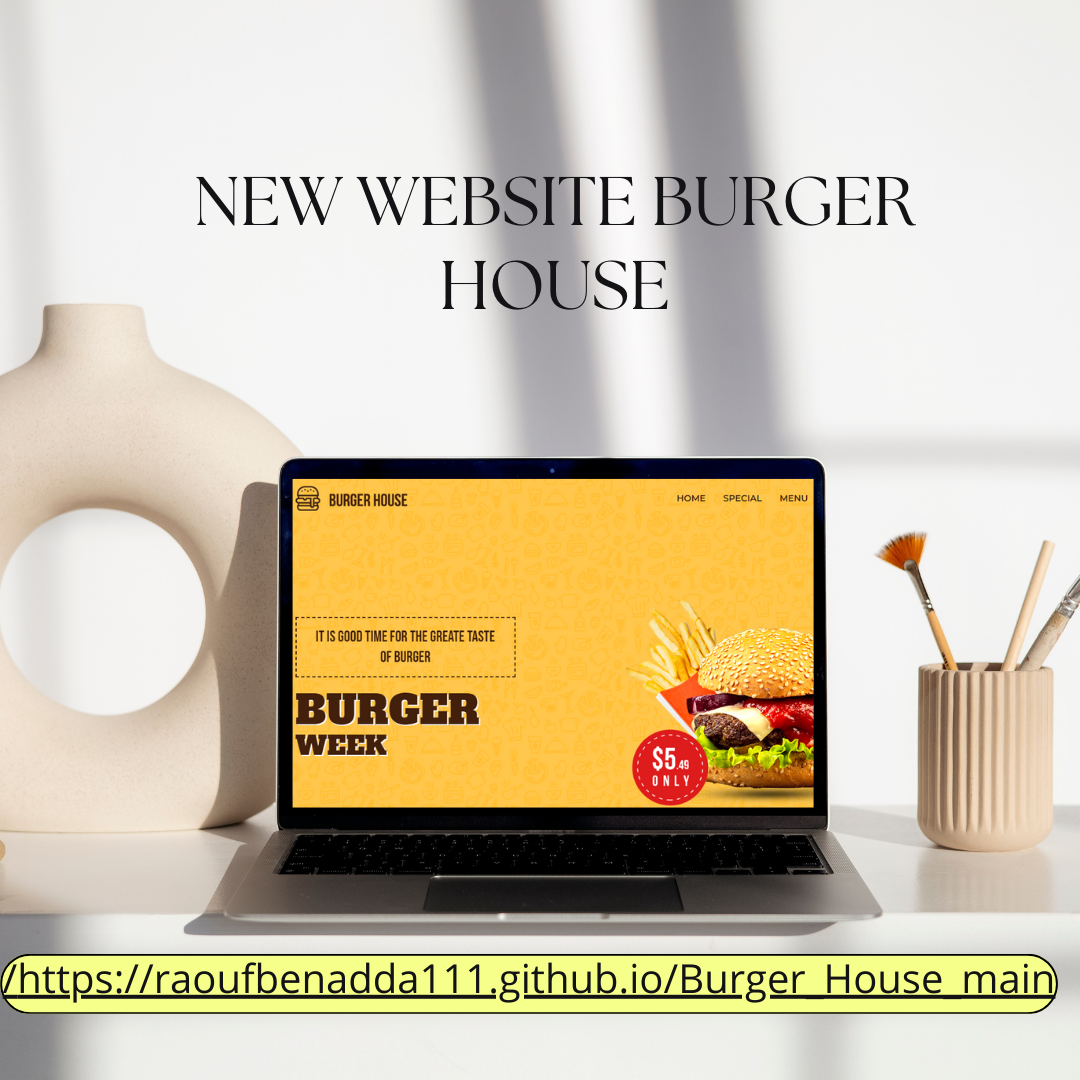 NEW WEBSITE BURGER
HOUSE
BURGER HOUSE
HOME SPECIAL MENU
IT IS GOOD TIME FOR THE GREATE TASTE
OF BURGER
BURGER
WEEK
$5.49
ONLY
/https://raoufbenadda111.github.io/Burger_House_main